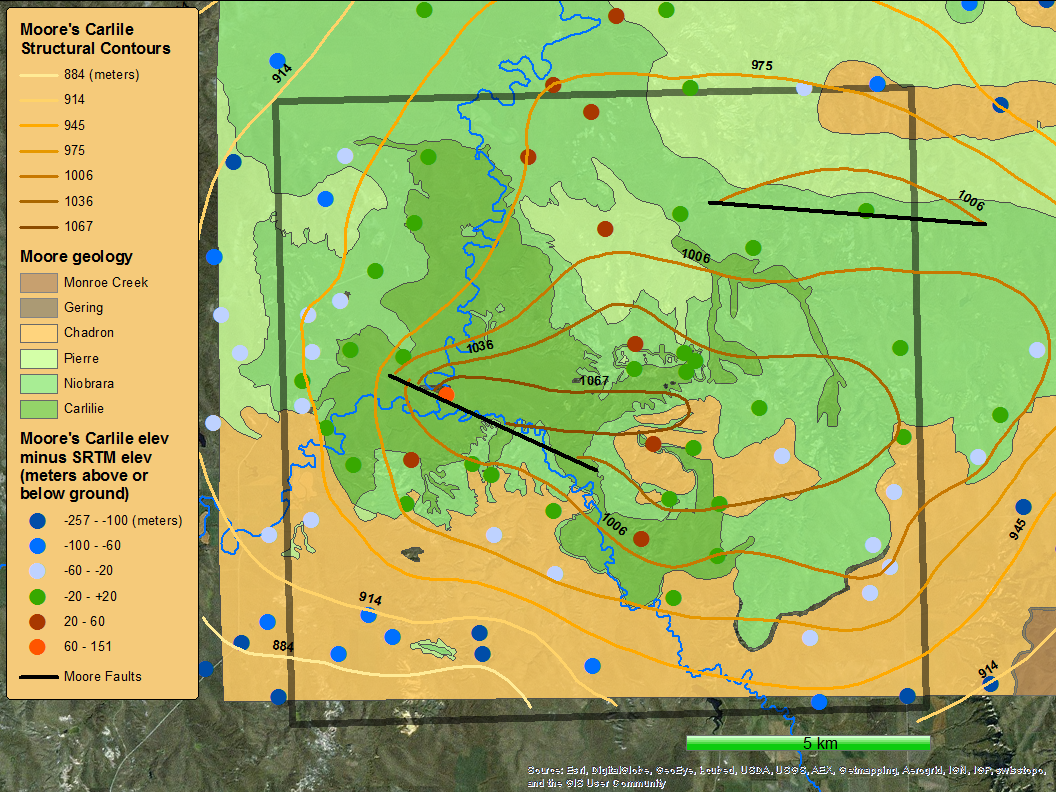 Moore's Carlile
Structural Contours
884 (meters)
914
945
975
1006
1036
1067
Moore geology
Monroe Creek
Gering
Chadron
Pierre
Niobrara
Carlilie
Moore's Carlile elev
minus SRTM elev
(meters above or
below ground)
-257 - -100 (meters)
-100 - -60
-60 - -20
-20 - +20
20 - 60
60 - 151
Moore Faults
914
975
1006
1006
1036
1067
1006
945
914
884
914
5 km
Source: Esri, DigitalGlobe, GeoEye, i-cubed, USDA, USGS, AEX, Getmapping, Aerogrid, IGN, IGP, swisstopo,
and the GIS User Community